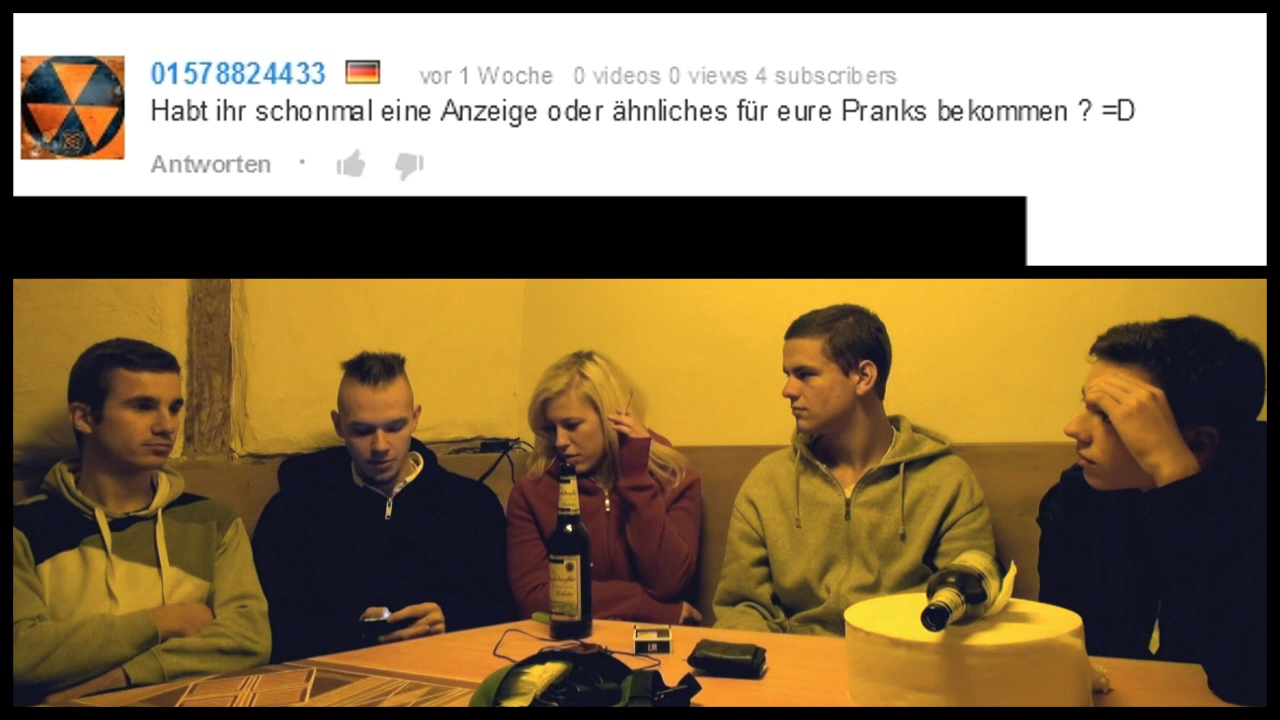 01578824433 vor 1 Woche 0 videos 0 views 4 subscribers
Habt ihr schonmal eine Anzeige oder ähnliches für eure Pranks bekommen ? =D
Antworten ·
LM